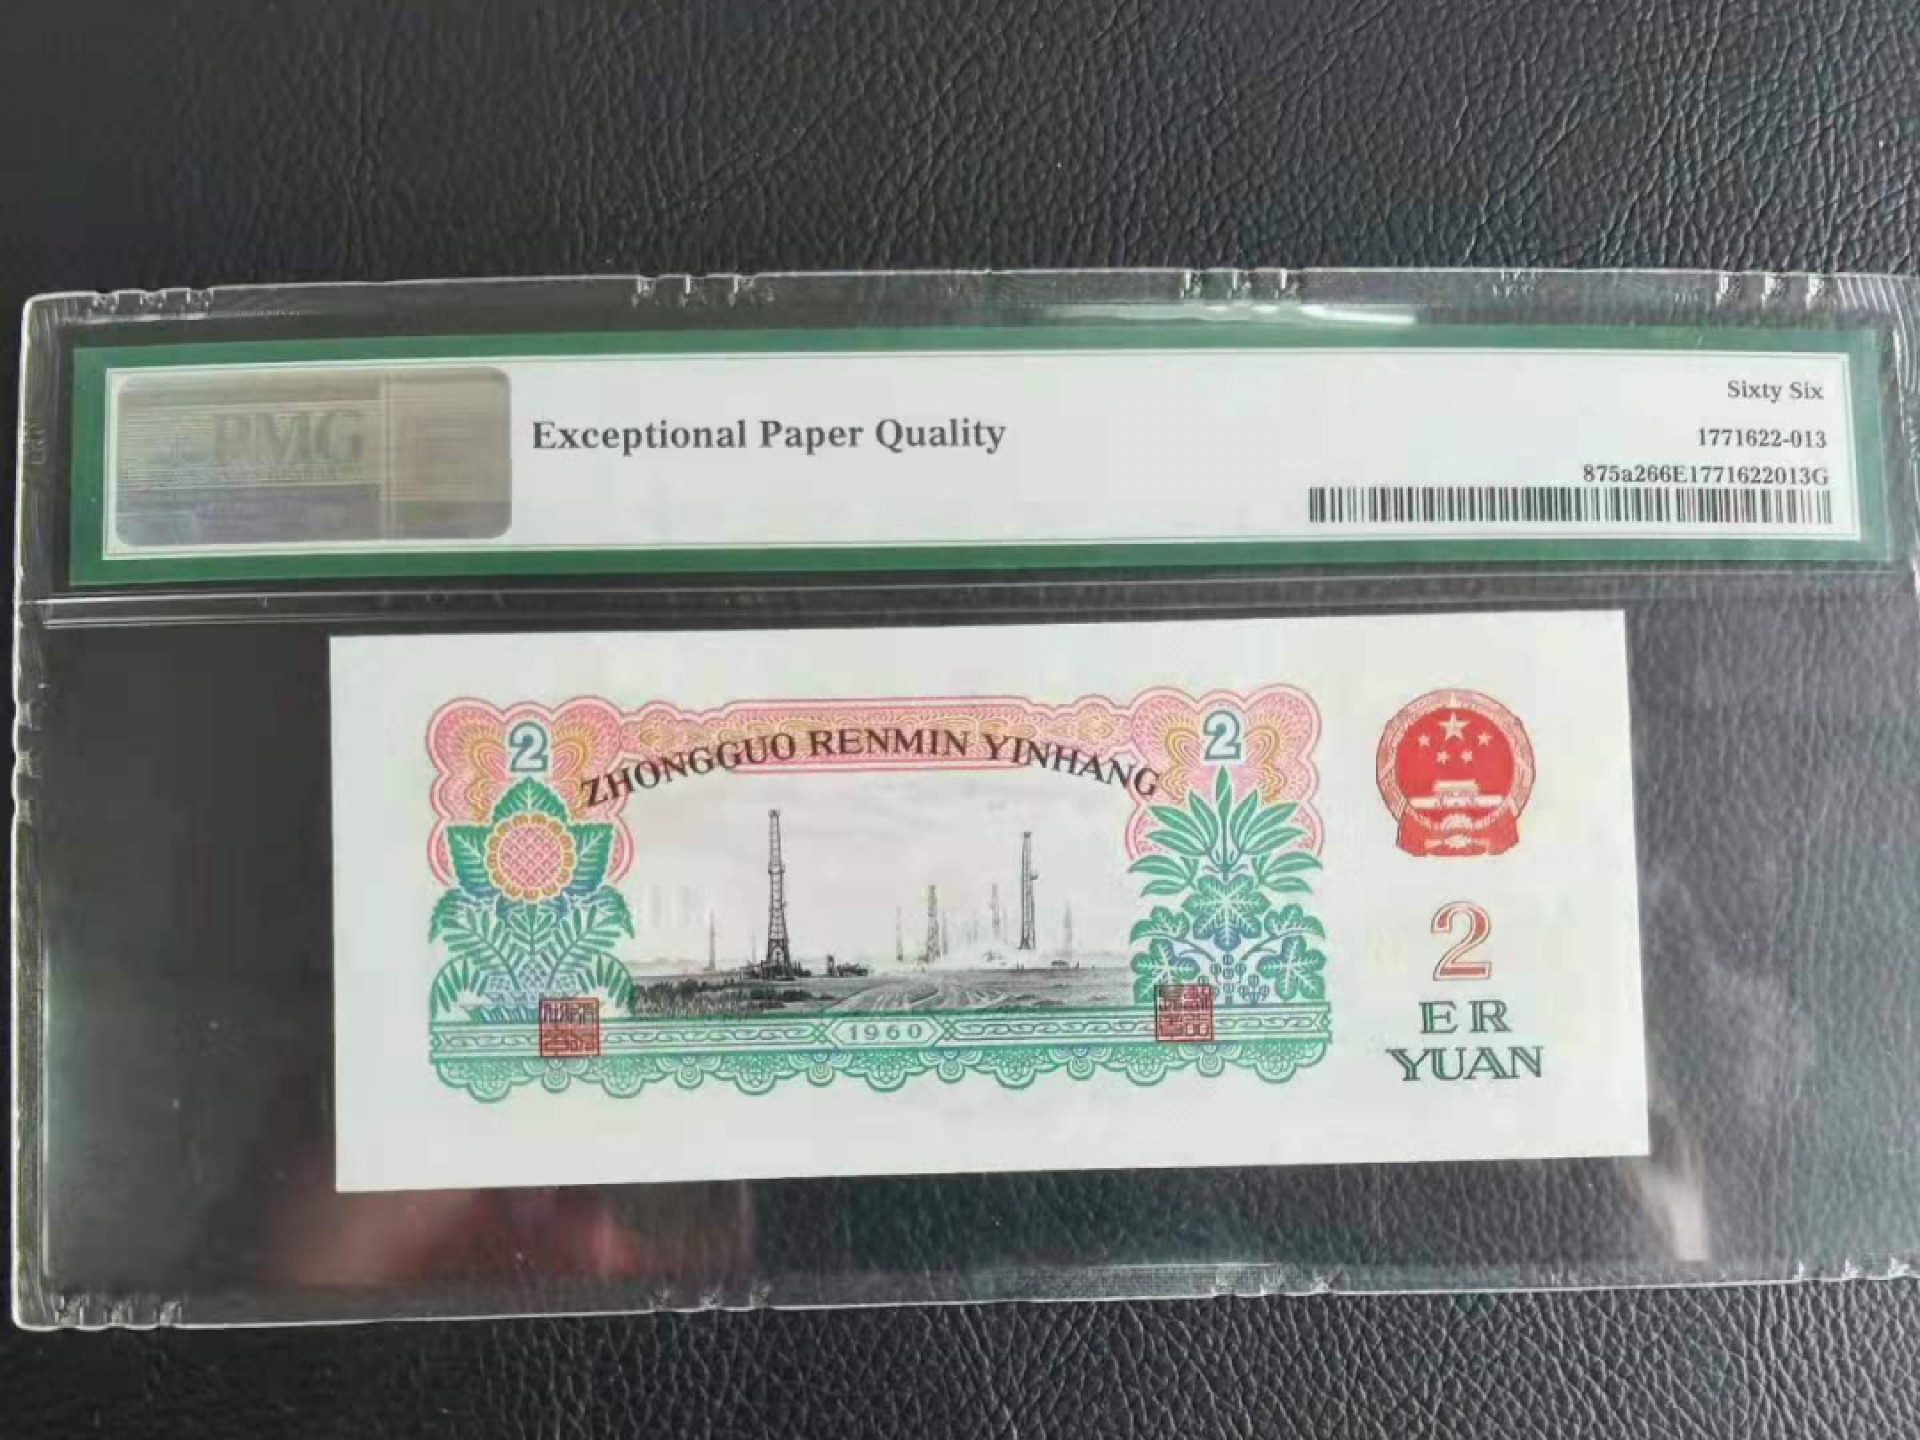 PMG
Exceptional Paper Quality
Sixty Six
1771622-013
875a266E1771622013G
2 ZHONGGUO RENMIN YINHANG 2
1960
2
ER
YUAN